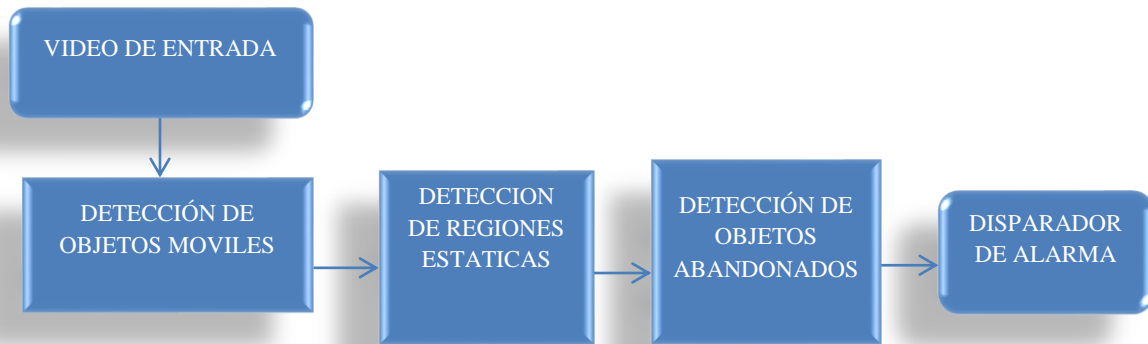 VIDEO DE ENTRADA
DETECCIÓN DE
OBJETOS MOVILES
DETECCION
DE REGIONES
ESTATICAS
DETECCIÓN DE
OBJETOS
ABANDONADOS
DISPARADOR
DE ALARMA